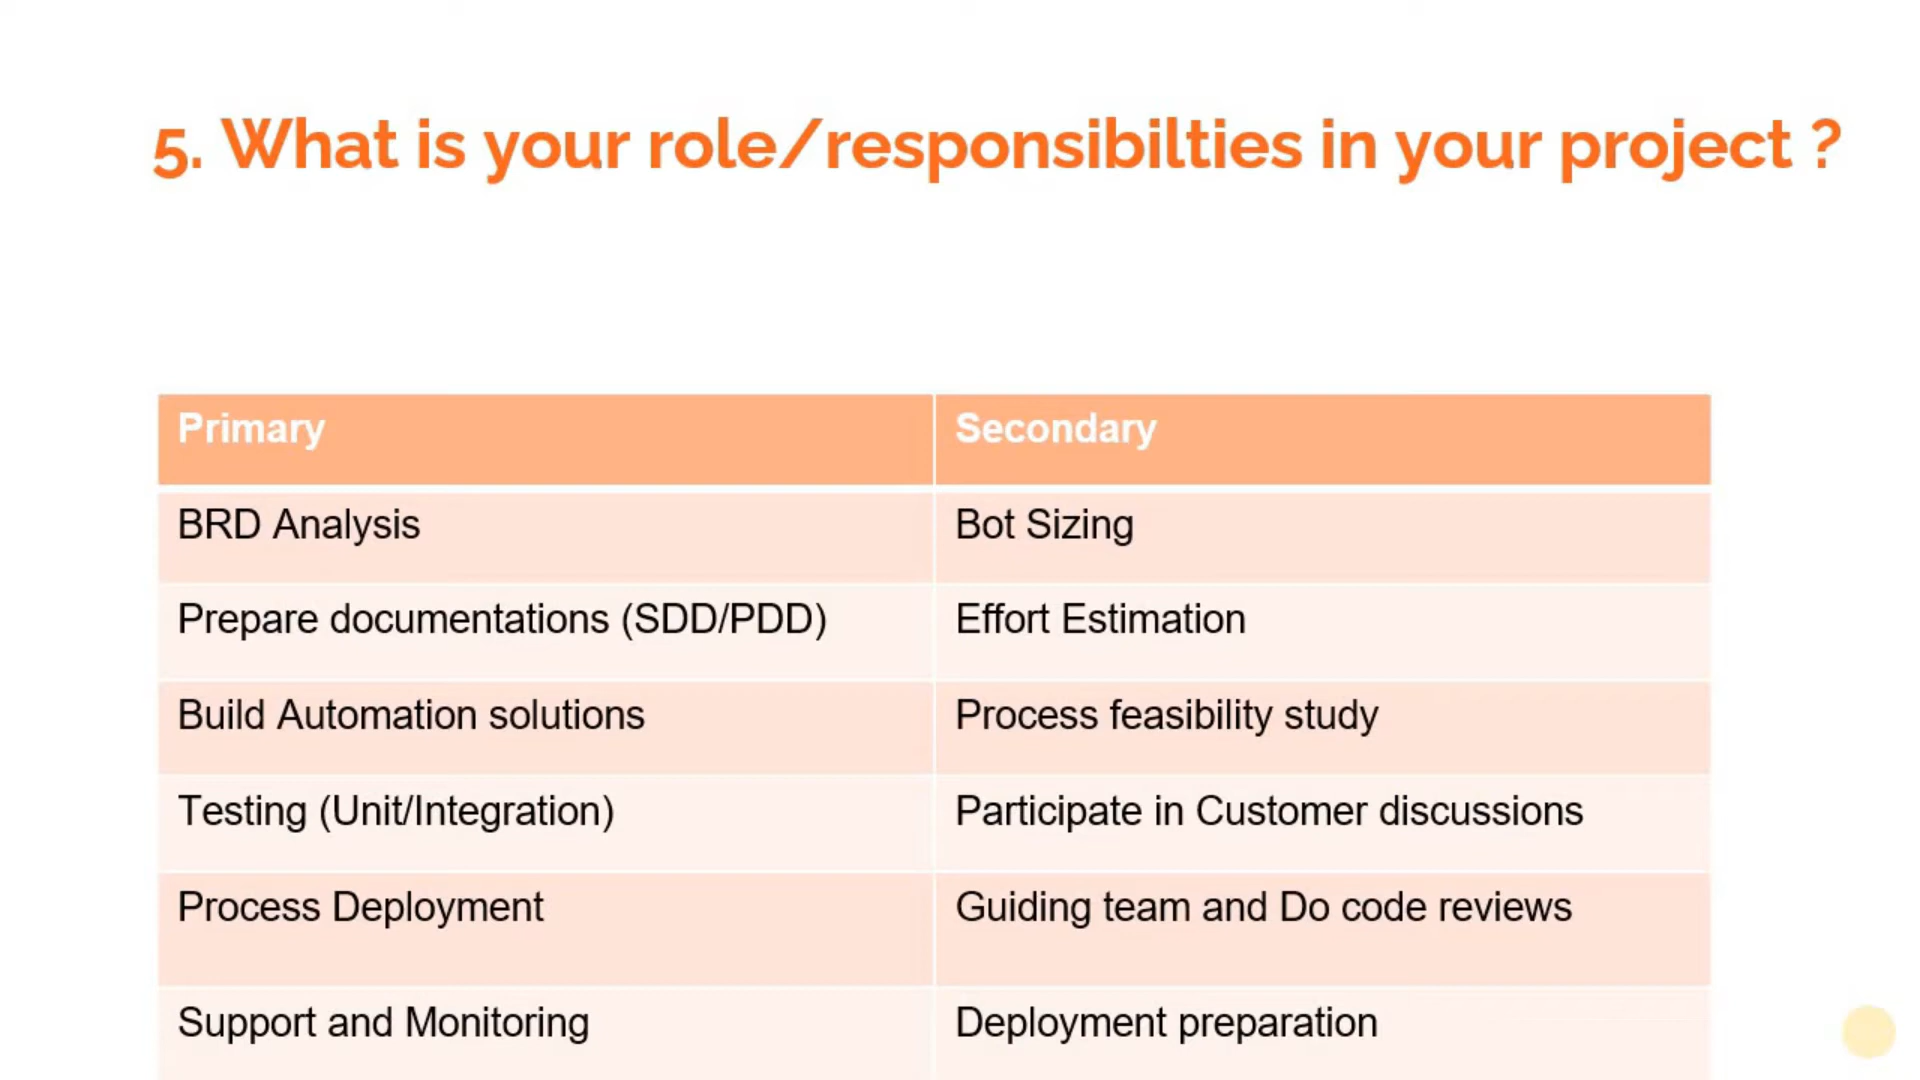 5. What is your role/responsibilties in your project ?
Primary Secondary
BRD Analysis Bot Sizing
Prepare documentations (SDD/PDD) Effort Estimation
Build Automation solutions Process feasibility study
Testing (Unit/Integration) Participate in Customer discussions
Process Deployment Guiding team and Do code reviews
Support and Monitoring Deployment preparation